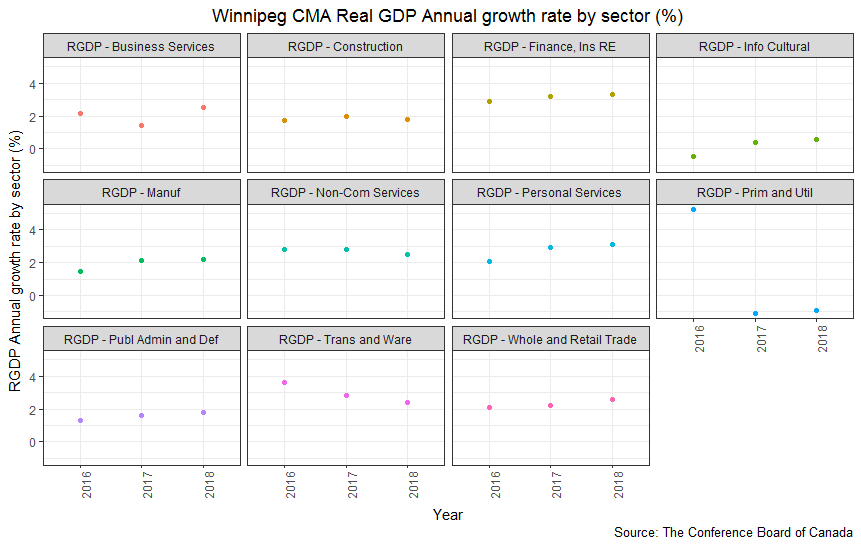 Winnipeg CMA Real GDP Annual growth rate by sector (%)
RGDP - Business Services
RGDP - Construction
RGDP - Finance, Ins RE
RGDP - Info Cultural
4
2
0
RGDP - Manuf
RGDP - Non-Com Services
RGDP - Personal Services
RGDP - Prim and Util
4
2
0
2016
2017
2018
RGDP - Publ Admin and Def
RGDP - Trans and Ware
RGDP - Whole and Retail Trade
4
2
0
2016
2017
2018
2016
2017
2018
2016
2017
2018
RGDP Annual growth rate by sector (%)
Year
Source: The Conference Board of Canada